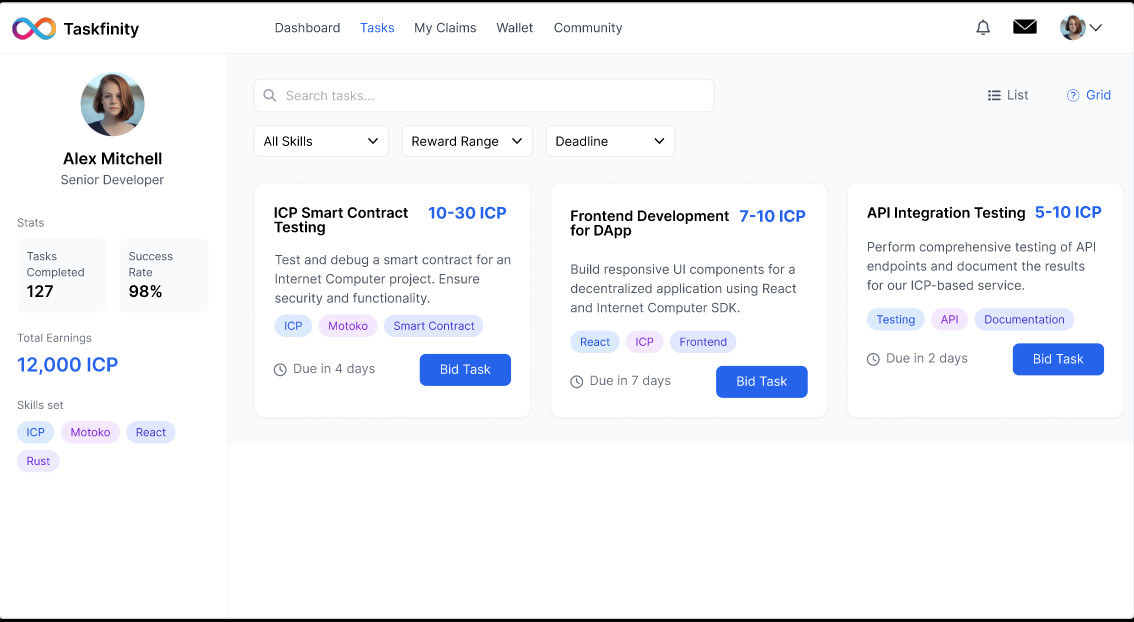 Taskfinity
Dashboard Tasks My Claims Wallet Community
Alex Mitchell
Senior Developer
Stats
Tasks
Completed
127
Success
Rate
98%
Total Earnings
12,000 ICP
Skills set
ICP Motoko React
Rust
Search tasks...
List
? Grid
All Skills
Reward Range
Deadline
ICP Smart Contract
Testing
10-30 ICP
Test and debug a smart contract for an
Internet Computer project. Ensure
security and functionality.
ICP Motoko Smart Contract
Due in 4 days
Bid Task
Frontend Development
for DApp
7-10 ICP
Build responsive UI components for a
decentralized application using React
and Internet Computer SDK.
React ICP Frontend
Due in 7 days
Bid Task
API Integration Testing
5-10 ICP
Perform comprehensive testing of API
endpoints and document the results
for our ICP-based service.
Testing API Documentation
Due in 2 days
Bid Task